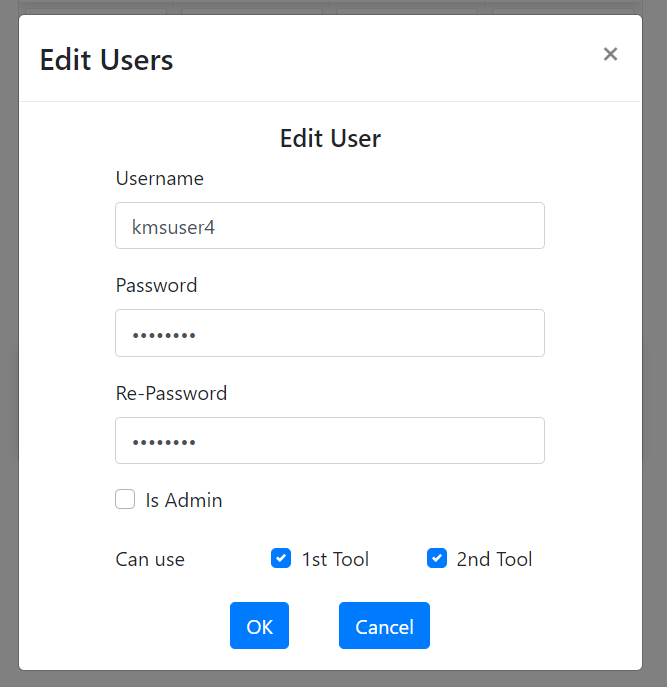 Edit Users
×
Edit User
Username
kmsuser4
Password
••••••••
Re-Password
••••••••
Is Admin
Can use 1st Tool 2nd Tool
OK Cancel